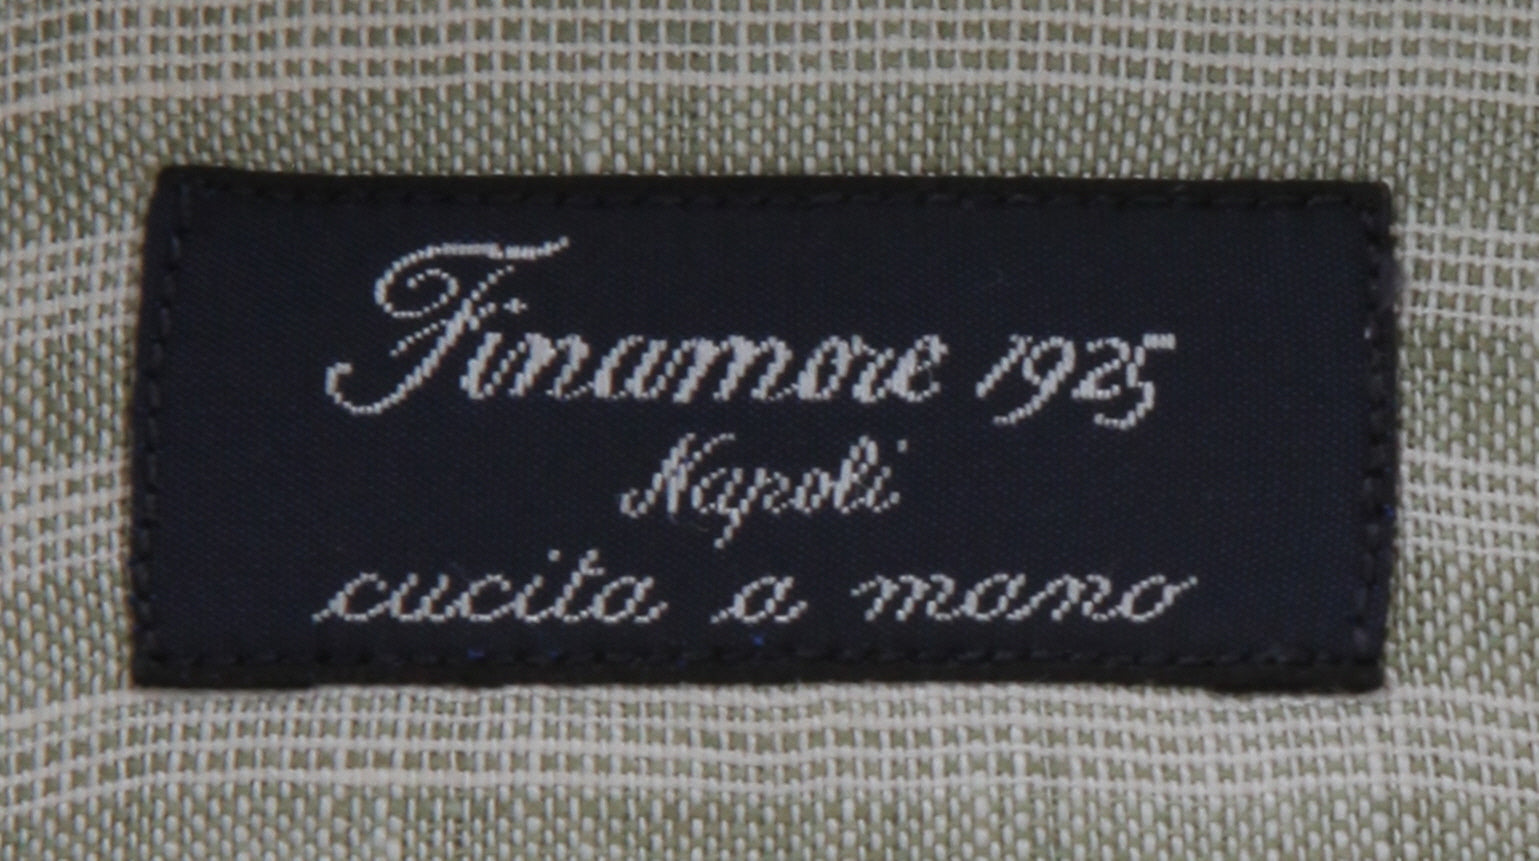 Finamore 1925
Napoli
cucita a mano